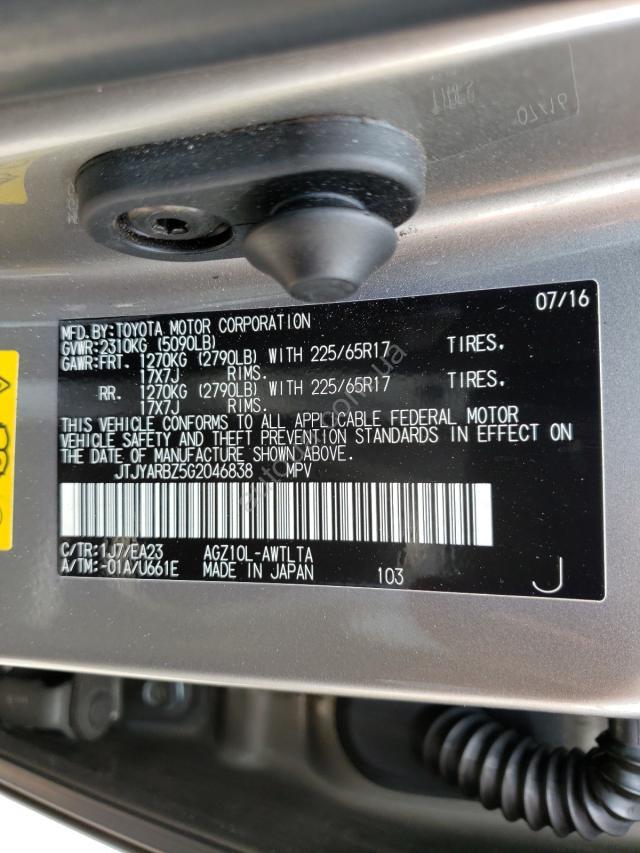 07/16
07/16
MFD.BY:TOYOTA MOTOR CORPORATION
GVWR:2310KG (5090LB)
GAWR:FRT. 1270KG (2790LB) WITH 225/65R17 TIRES.
17X7J RIMS.
RR. 1270KG (2790LB) WITH 225/65R17 TIRES.
17X7J RIMS.
THIS VEHICLE CONFORMS TO ALL APPLICABLE FEDERAL MOTOR
VEHICLE SAFETY AND THEFT PREVENTION STANDARDS IN EFFECT ON
THE DATE OF MANUFACTURE SHOWN ABOVE.
JTJYARBZ5G2046838 MPV
C/TR:1J7/EA23 AGZ10L-AWTLTA
A/TM:-01A/U661E MADE IN JAPAN 103
J